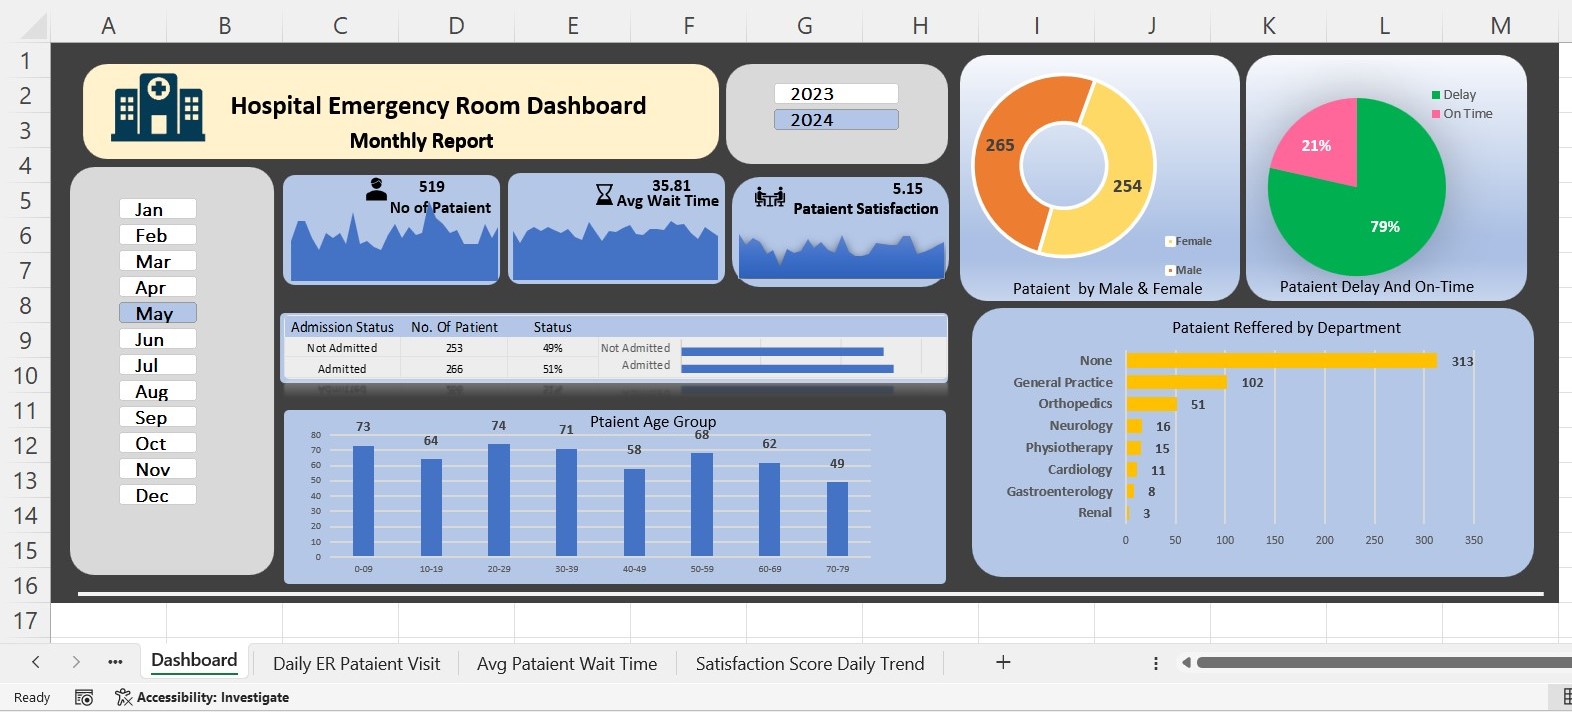 A B C D E F G H I J K L M
1
2
3
4
5
6
7
8
9
10
11
12
13
14
15
16
17
Hospital Emergency Room Dashboard
Monthly Report
2023
2024
Jan
Feb
Mar
Apr
May
Jun
Jul
Aug
Sep
Oct
Nov
Dec
519
No of Pataient
35.81
Avg Wait Time
5.15
Pataient Satisfaction
265
254
Female
Male
Pataient by Male & Female
Delay
On Time
21%
79%
Pataient Delay And On-Time
Admission Status No. Of Patient Status
Not Admitted 253 49% Not Admitted
Admitted 266 51% Admitted
Ptaient Age Group
80
70
60
50
40
30
20
10
0
73 64 74 71 58 68 62 49
0-09 10-19 20-29 30-39 40-49 50-59 60-69 70-79
Pataient Reffered by Department
None 313
General Practice 102
Orthopedics 51
Neurology 16
Physiotherapy 15
Cardiology 11
Gastroenterology 8
Renal 3
0 50 100 150 200 250 300 350
Dashboard Daily ER Pataient Visit Avg Pataient Wait Time Satisfaction Score Daily Trend
Ready Accessibility: Investigate